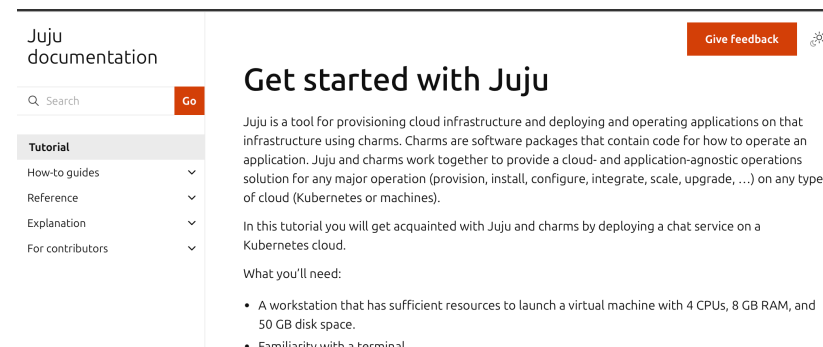 Juju
documentation
Search
Go
Tutorial
How-to guides
Reference
Explanation
For contributors
Give feedback
Get started with Juju
Juju is a tool for provisioning cloud infrastructure and deploying and operating applications on that
infrastructure using charms. Charms are software packages that contain code for how to operate an
application. Juju and charms work together to provide a cloud- and application-agnostic operations
solution for any major operation (provision, install, configure, integrate, scale, upgrade, …) on any type
of cloud (Kubernetes or machines).
In this tutorial you will get acquainted with Juju and charms by deploying a chat service on a
Kubernetes cloud.
What you’ll need:
• A workstation that has sufficient resources to launch a virtual machine with 4 CPUs, 8 GB RAM, and
50 GB disk space.
• Familiarity with a terminal.